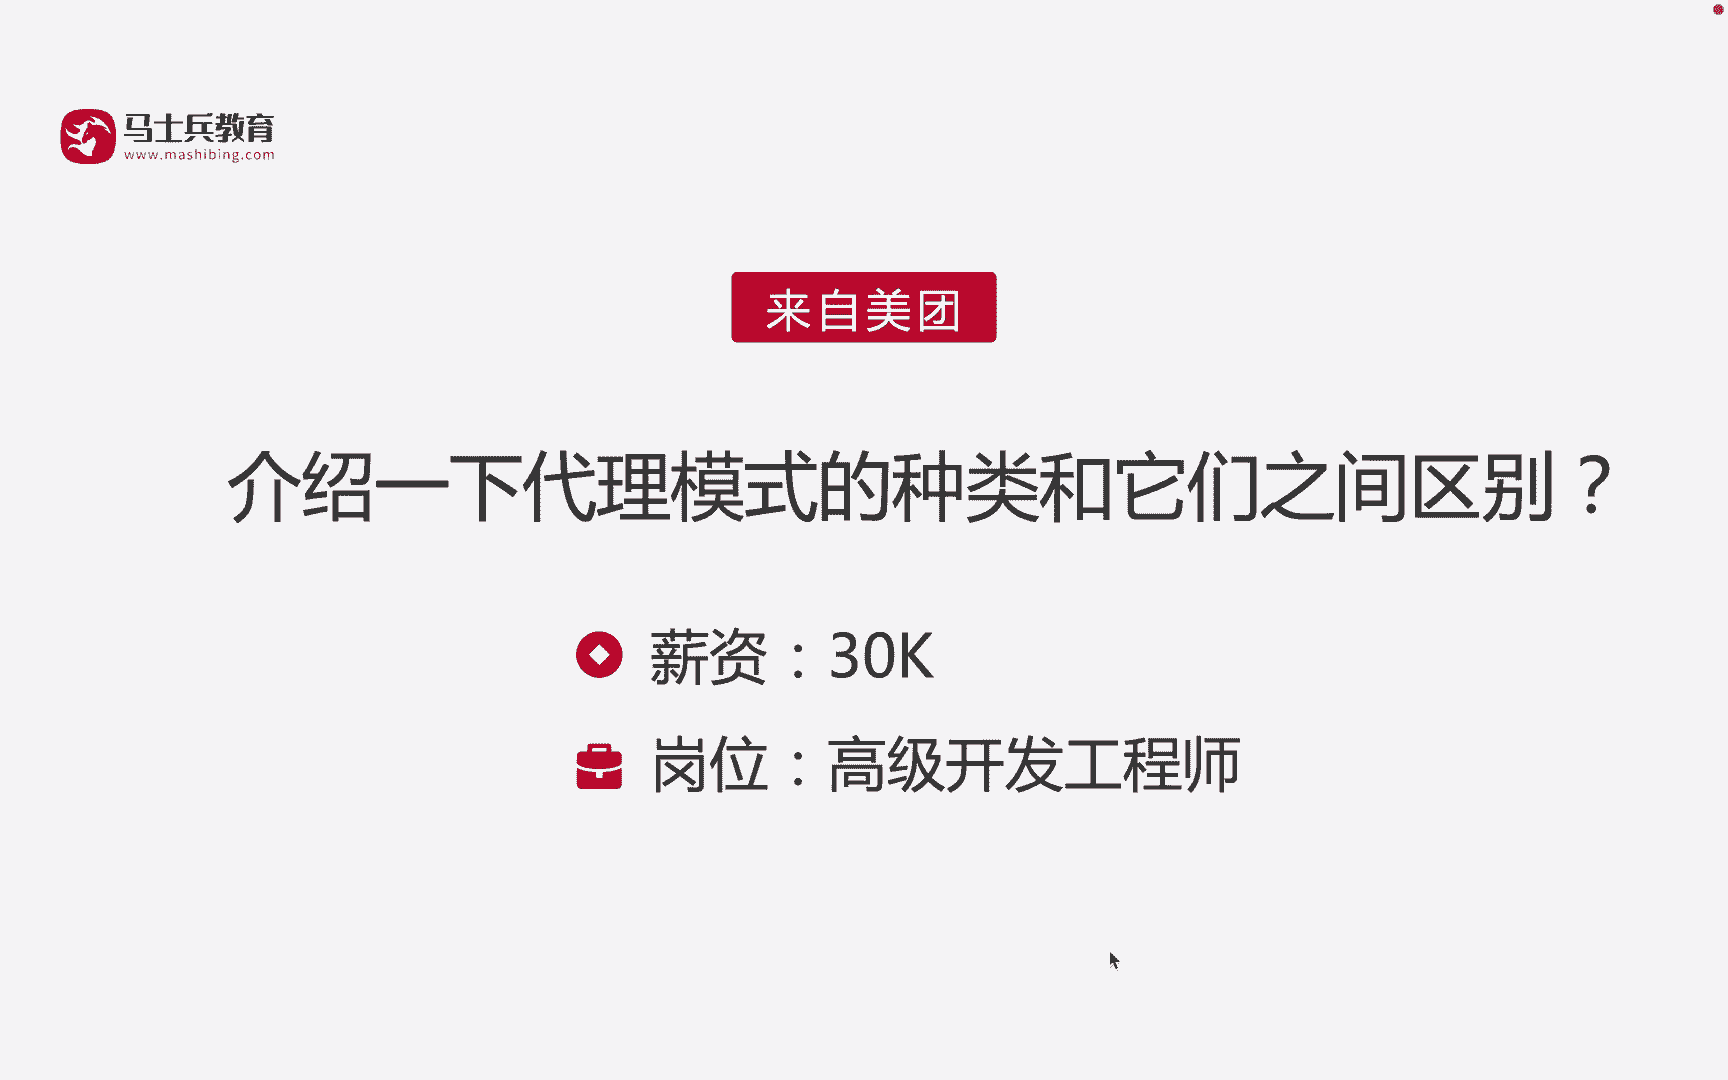 马士兵教育
www.mashibing.com
来自美团
介绍一下代理模式的种类和它们之间区别？
薪资：30K
岗位：高级开发工程师